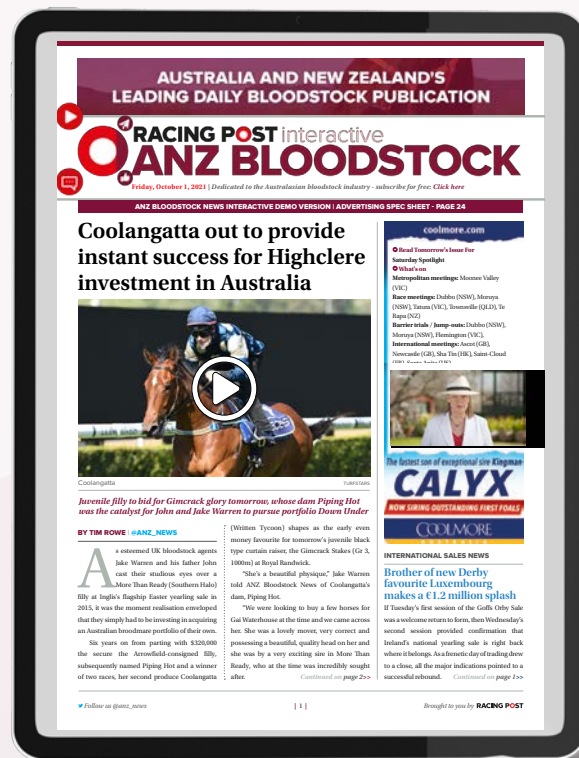 AUSTRALIA AND NEW ZEALAND'S
LEADING DAILY BLOODSTOCK PUBLICATION
RACING POST interactive
ANZ BLOODSTOCK
Friday, October 1, 2021 | Dedicated to the Australasian bloodstock industry - subscribe for free: Click here
ANZ BLOODSTOCK NEWS INTERACTIVE DEMO VERSION | ADVERTISING SPEC SHEET - PAGE 24
Coolangatta out to provide
instant success for Highclere
investment in Australia
Coolangatta
TURFSTARS
Juvenile filly to bid for Gimcrack glory tomorrow, whose dam Piping Hot
was the catalyst for John and Jake Warren to pursue portfolio Down Under
BY TIM ROWE | @ANZ_NEWS
As esteemed UK bloodstock agents
Jake Warren and his father John
cast their studious eyes over a
More Than Ready (Southern Halo)
filly at Inglis's flagship Easter yearling sale in
2015, it was the moment realisation enveloped
that they simply had to be investing in acquiring
an Australian broodmare portfolio of their own.
Six years on from parting with $320,000
the secure the Arrowfield-consigned filly,
subsequently named Piping Hot and a winner
of two races, her second produce Coolangatta
(Written Tycoon) shapes as the early even
money favourite for tomorrow's juvenile black
type curtain raiser, the Gimcrack Stakes (Gr 3,
1000m) at Royal Randwick.
"She's a beautiful physique," Jake Warren
told ANZ Bloodstock News of Coolangatta's
dam, Piping Hot.
"We were looking to buy a few horses for
Gai Waterhouse at the time and we came across
her. She was a lovely mover, very correct and
possessing a beautiful, quality head on her and
she was by a very exciting sire in More Than
Ready, who at the time was incredibly sought
after.
Continued on page 2>>
coolmore.com
Read Tomorrow's Issue For
Saturday Spotlight
What's on
Metropolitan meetings: Moonee Valley
(VIC)
Race meetings: Dubbo (NSW), Moruya
(NSW), Tatura (VIC), Townsville (QLD), Te
Rapa (NZ)
Barrier trials / Jump-outs: Dubbo (NSW),
Moruya (NSW), Flemington (VIC),
International meetings: Ascot (GB),
Newcastle (GB), Sha Tin (HK), Saint-Cloud
The fastest son of exceptional sire Kingman
CALYX
NOW SIRING OUTSTANDING FIRST FOALS
COOLMORE
INTERNATIONAL SALES NEWS
Brother of new Derby
favourite Luxembourg
makes a €1.2 million splash
If Tuesday's first session of the Goffs Orby Sale
was a welcome return to form, then Wednesday's
second session provided confirmation that
Ireland's national yearling sale is right back
where it belongs. As a frenetic day of trading drew
to a close, all the major indications pointed to a
successful rebound.
Continued on page 1>>
Follow us @anz_news
| 1 |
Brought to you by RACING POST